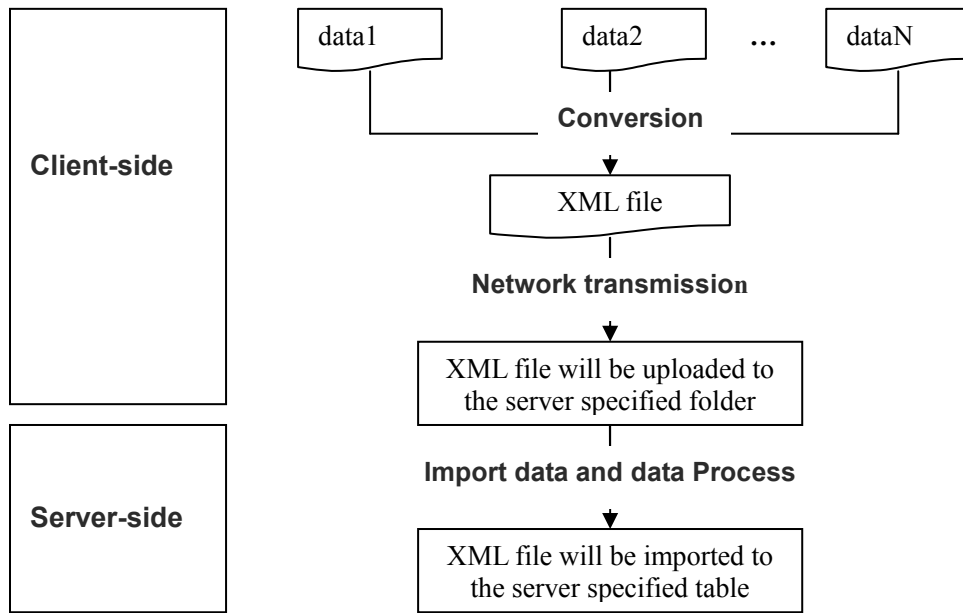 data1
data2
...
dataN
Conversion
Client-side
XML file
Network transmission
XML file will be uploaded to
the server specified folder
Import data and data Process
Server-side
XML file will be imported to
the server specified table